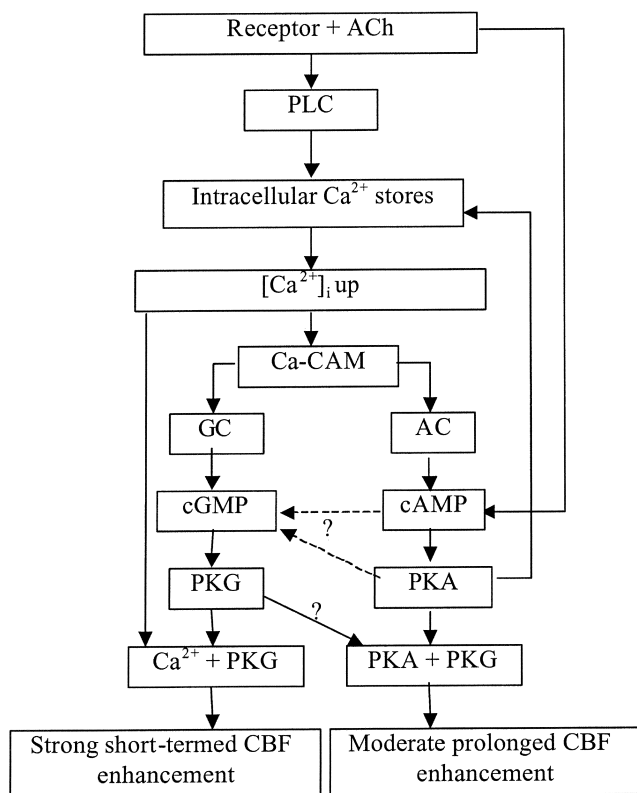 Receptor + ACh
PLC
Intracellular Ca²⁺ stores
[Ca²⁺]ᵢ up
Ca-CAM
GC
AC
cGMP
cAMP
?
PKG
PKA
?
Ca²⁺ + PKG
PKA + PKG
Strong short-termed CBF
enhancement
Moderate prolonged CBF
enhancement